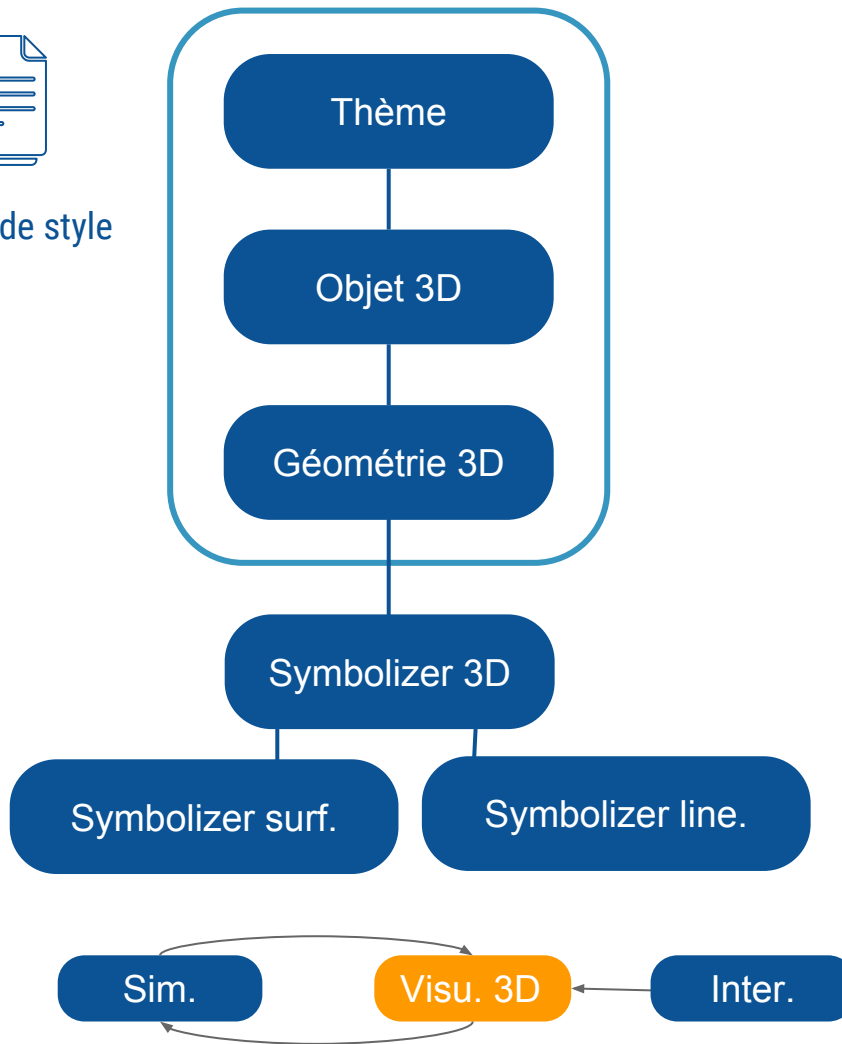 Thème
de style
Objet 3D
Géométrie 3D
Symbolizer 3D
Symbolizer surf.
Symbolizer line.
Sim.
Visu. 3D
Inter.